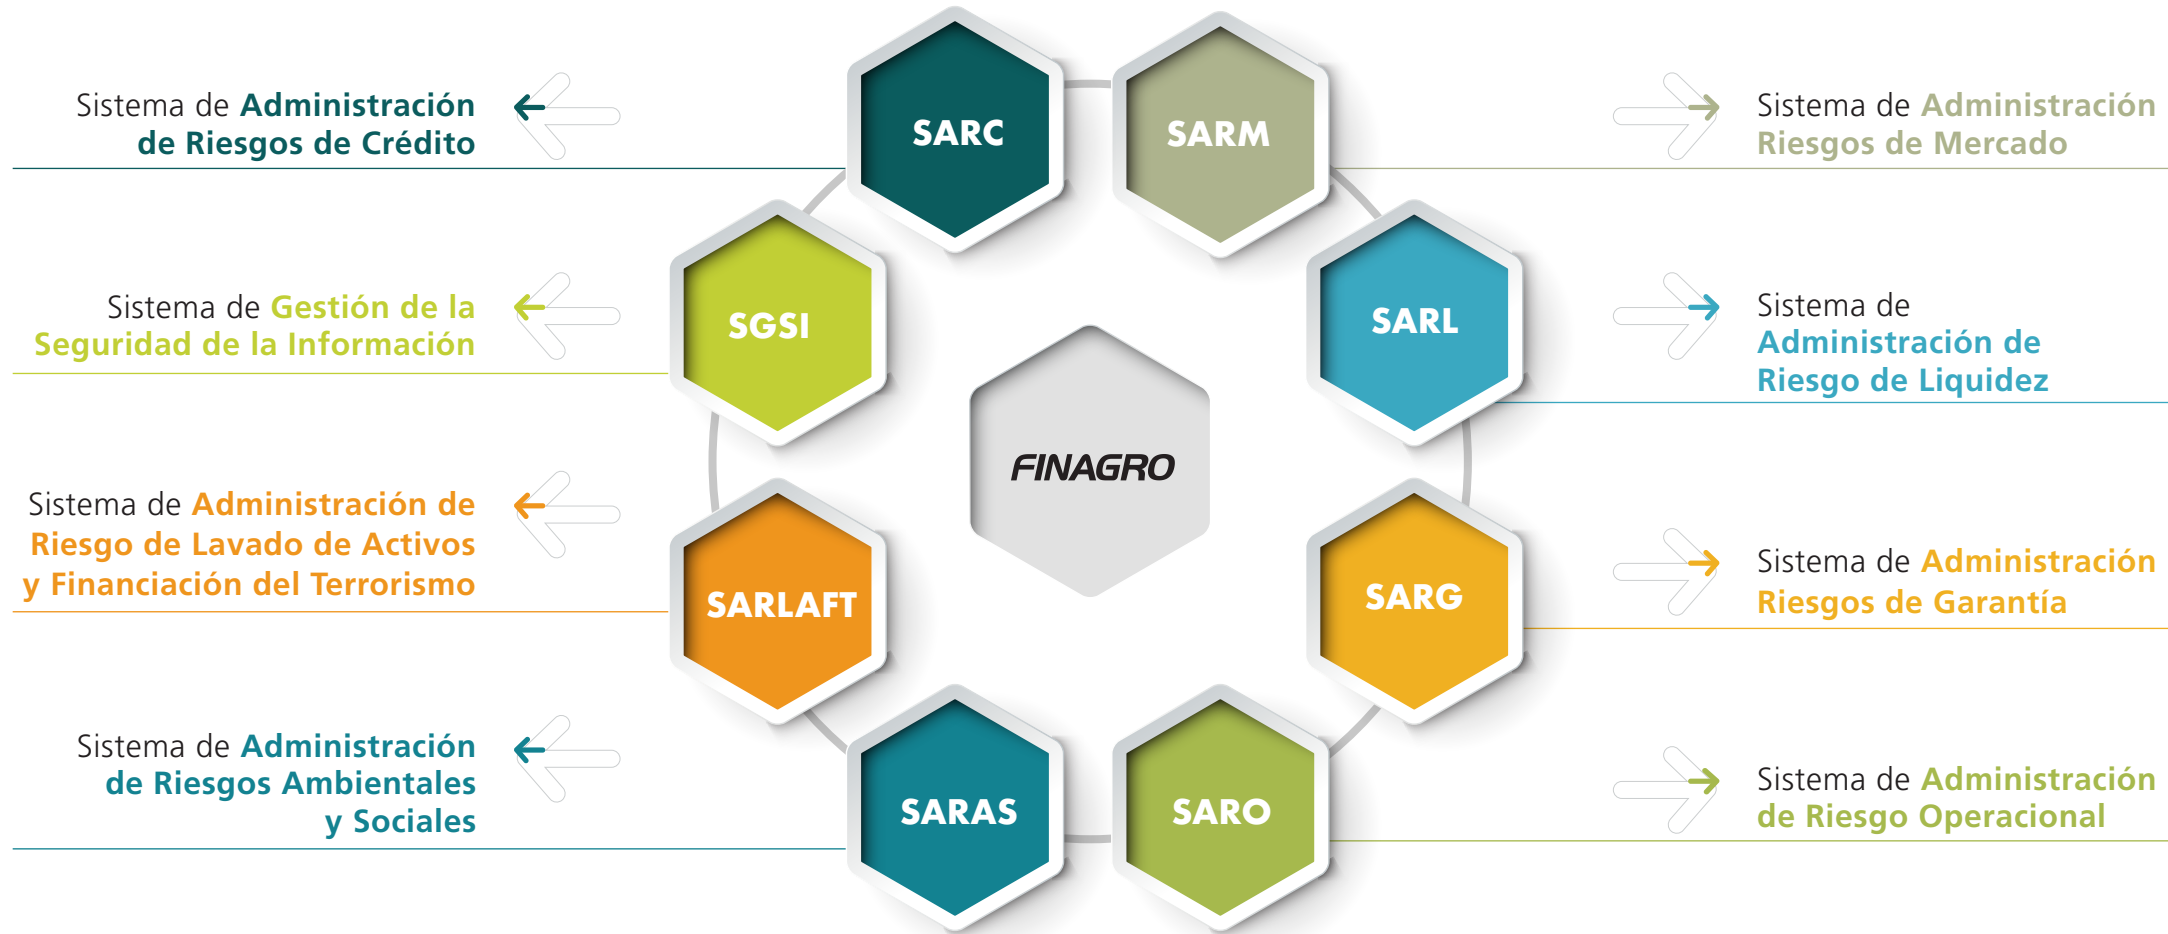 Sistema de Administración
de Riesgos de Crédito
SARC
SARM
Sistema de Administración
Riesgos de Mercado
Sistema de Gestión de la
Seguridad de la Información
SGSI
SARL
Sistema de
Administración de
Riesgo de Liquidez
FINAGRO
Sistema de Administración de
Riesgo de Lavado de Activos
y Financiación del Terrorismo
SARLAFT
SARG
Sistema de Administración
Riesgos de Garantía
Sistema de Administración
de Riesgos Ambientales
y Sociales
SARAS
SARO
Sistema de Administración
de Riesgo Operacional